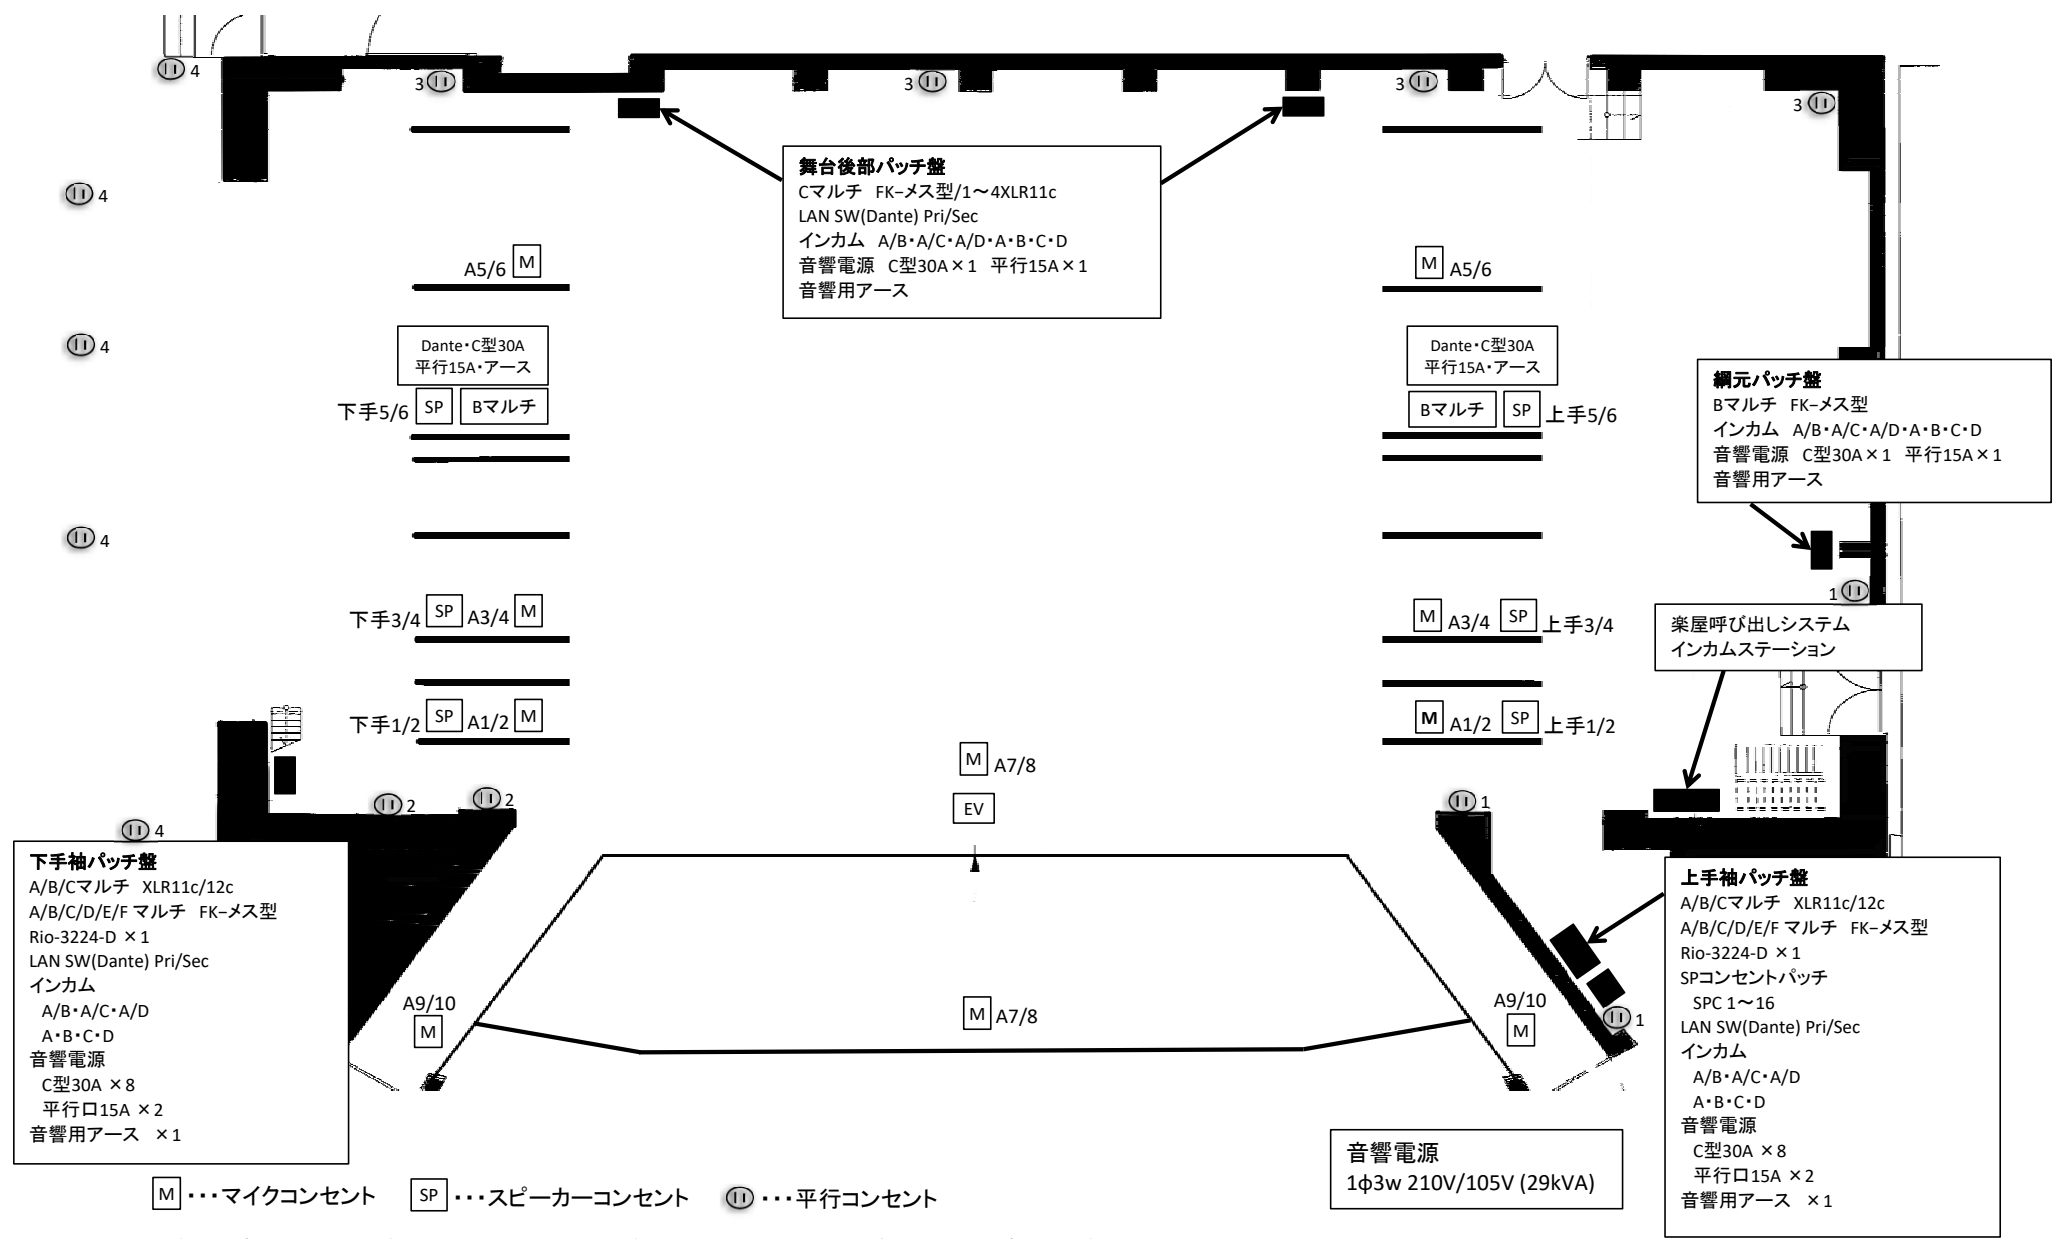 4
3
3
3
3
舞台後部パッチ盤
Cマルチ FK−メス型/1～4XLR11c
LAN SW(Dante) Pri/Sec
インカム A/B・A/C・A/D・A・B・C・D
音響電源 C型30A×1 平行15A×1
音響用アース
4
A5/6 M
M A5/6
4
Dante・C型30A
平行15A・アース
下手5/6 SP Bマルチ
Dante・C型30A
平行15A・アース
Bマルチ SP 上手5/6
綱元パッチ盤
Bマルチ FK−メス型
インカム A/B・A/C・A/D・A・B・C・D
音響電源 C型30A×1 平行15A×1
音響用アース
4
1
下手3/4 SP A3/4 M
M A3/4 SP 上手3/4
楽屋呼び出しシステム
インカムステーション
下手1/2 SP A1/2 M
M A1/2 SP 上手1/2
M A7/8
EV
2
2
1
4
下手袖パッチ盤
A/B/Cマルチ XLR11c/12c
A/B/C/D/E/F マルチ FK−メス型
Rio-3224-D ×1
LAN SW(Dante) Pri/Sec
インカム
A/B・A/C・A/D
A・B・C・D
音響電源
C型30A ×8
平行口15A ×2
音響用アース ×1
A9/10
M
M A7/8
A9/10
M
1
上手袖パッチ盤
A/B/Cマルチ XLR11c/12c
A/B/C/D/E/F マルチ FK−メス型
Rio-3224-D ×1
SPコンセントパッチ
SPC 1～16
LAN SW(Dante) Pri/Sec
インカム
A/B・A/C・A/D
A・B・C・D
音響電源
C型30A ×8
平行口15A ×2
音響用アース ×1
音響電源
1φ3w 210V/105V (29kVA)
M ・・・マイクコンセント SP ・・・スピーカーコンセント ・・・平行コンセント